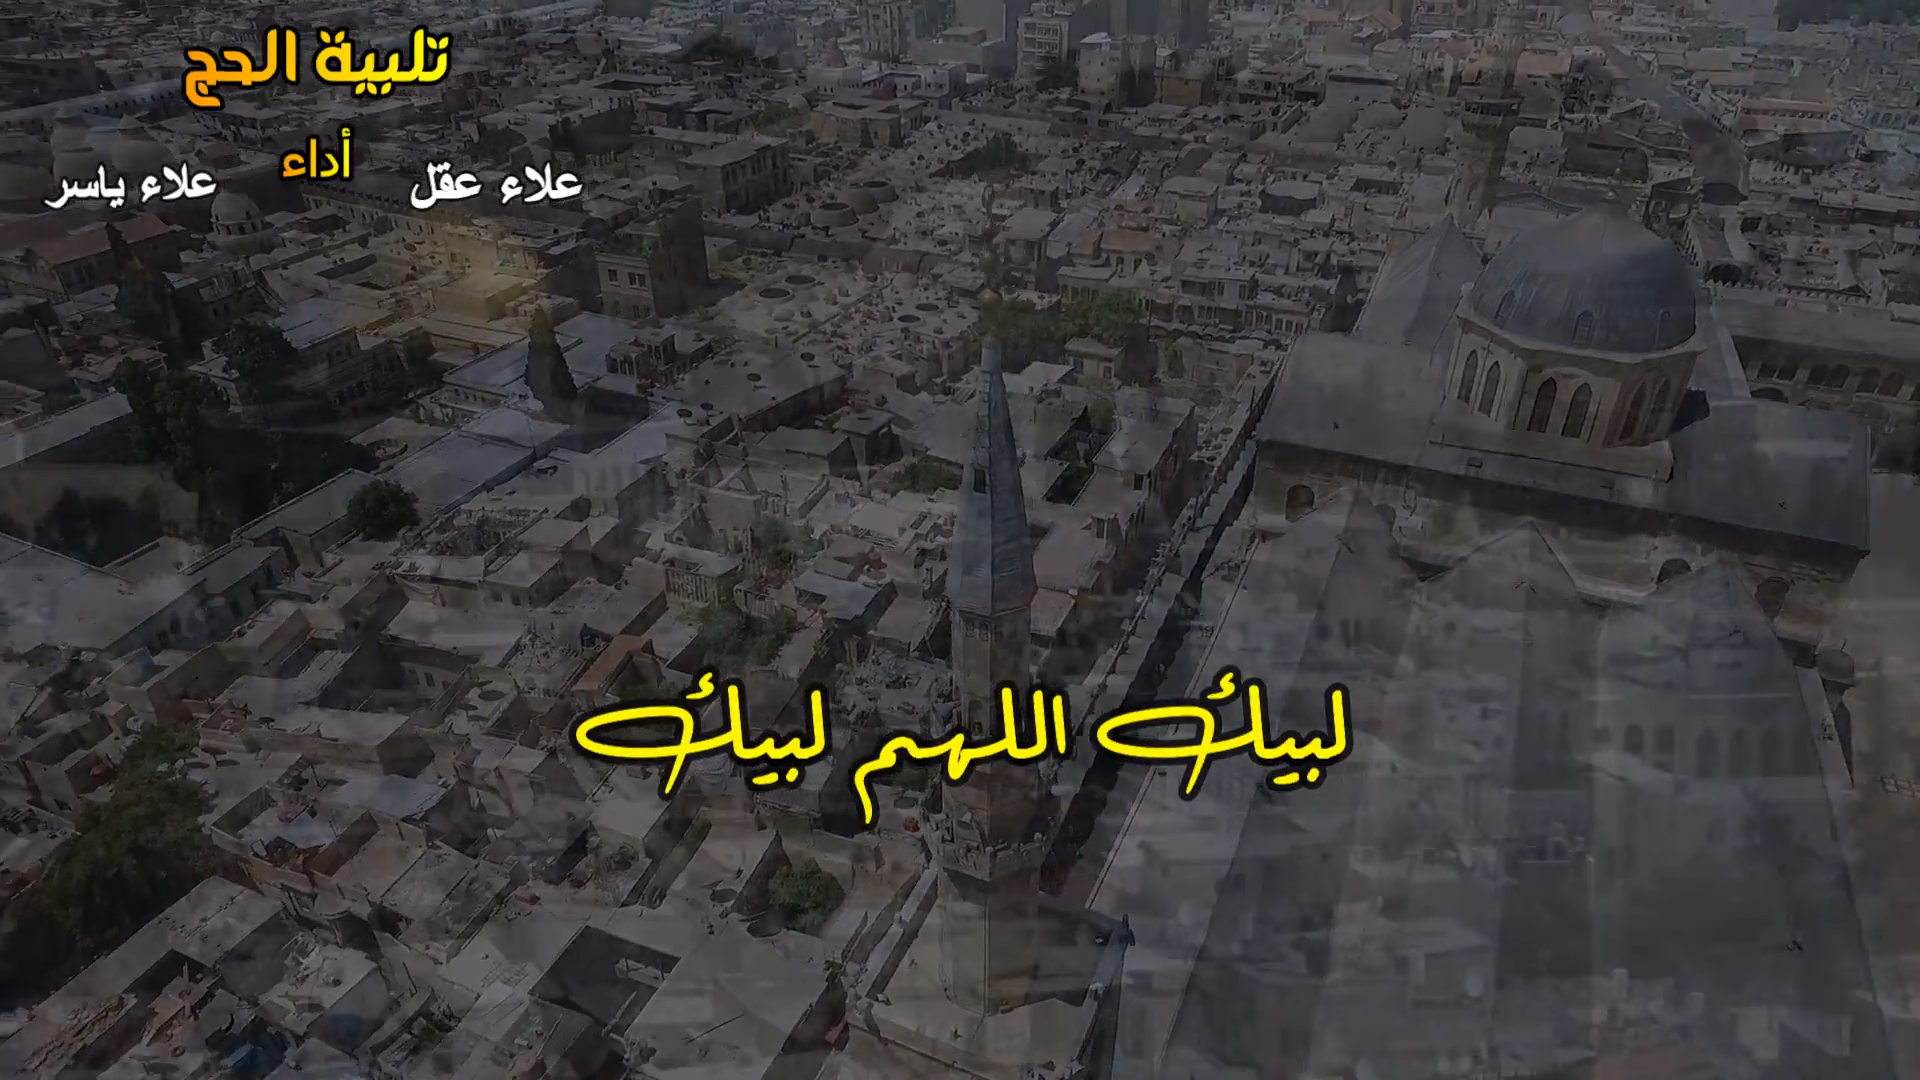 تلبية الحج
أداء
علاء عقل علاء ياسر
لبيك اللهم لبيك